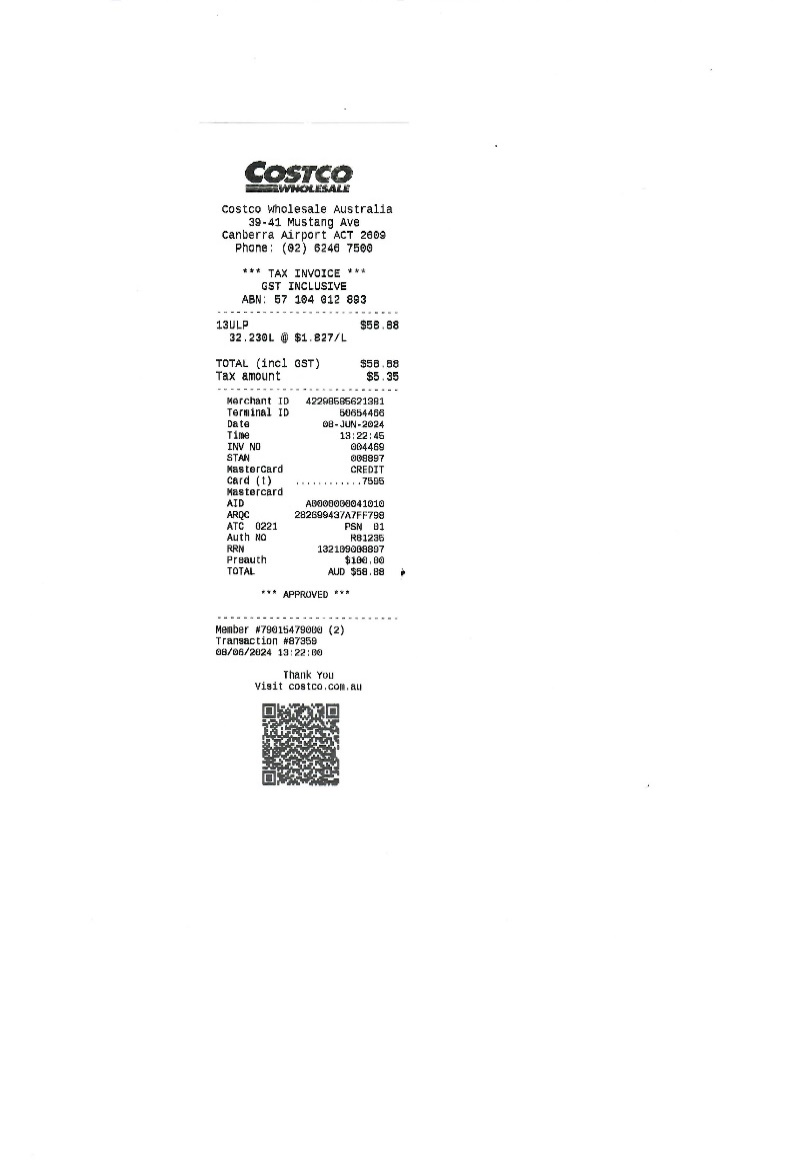 COSTCO
WHOLESALE
Costco Wholesale Australia
39-41 Mustang Ave
Canberra Airport ACT 2609
Phone: (02) 6246 7500
*** TAX INVOICE ***
GST INCLUSIVE
ABN: 57 104 012 893
13ULP $58.88
32.230L @ $1.827/L
TOTAL (incl GST) $58.88
Tax amount $5.35
Merchant ID
Terminal ID 50654466
Date 08-JUN-2024
Time 13:22:45
INV NO 004469
STAN 008897
MasterCard CREDIT
Card (t) ............7595
Mastercard
AID A0000000041010
ARQC 282699437A7FF798
ATC 0221 PSN 01
Auth NO R81235
RRN 132109008897
Preauth $100.00
TOTAL AUD $58.88
*** APPROVED ***
Member #79015479000 (2)
Transaction #87359
08/06/2024 13:22:00
Thank You
Visit costco.com.au